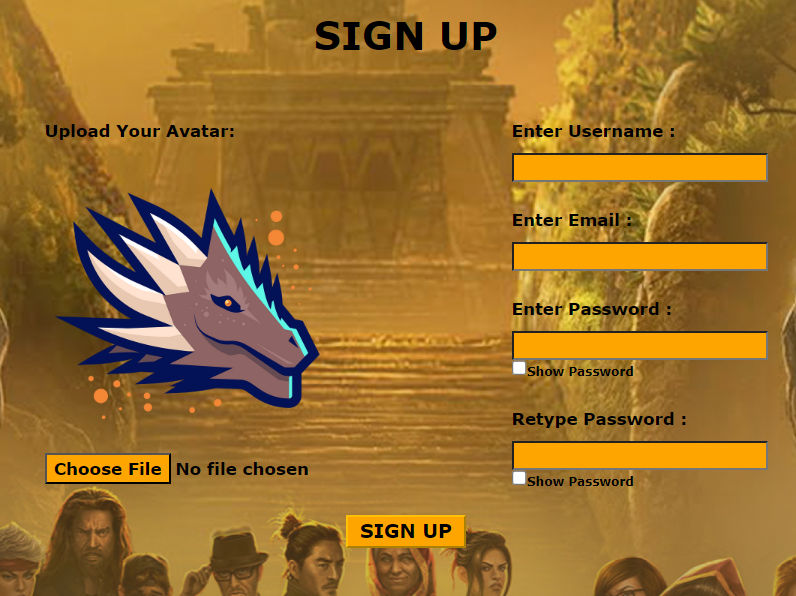 SIGN UP
Upload Your Avatar:
Choose File No file chosen
Enter Username :
Enter Email :
Enter Password :
Show Password
Retype Password :
Show Password
SIGN UP